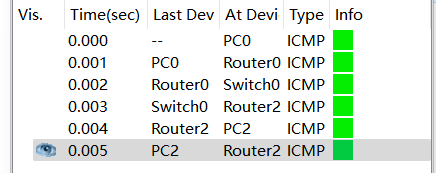 Vis. Time(sec) Last Dev At Devi Type Info
0.000 -- PC0 ICMP
0.001 PC0 Router0 ICMP
0.002 Router0 Switch0 ICMP
0.003 Switch0 Router2 ICMP
0.004 Router2 PC2 ICMP
0.005 PC2 Router2 ICMP